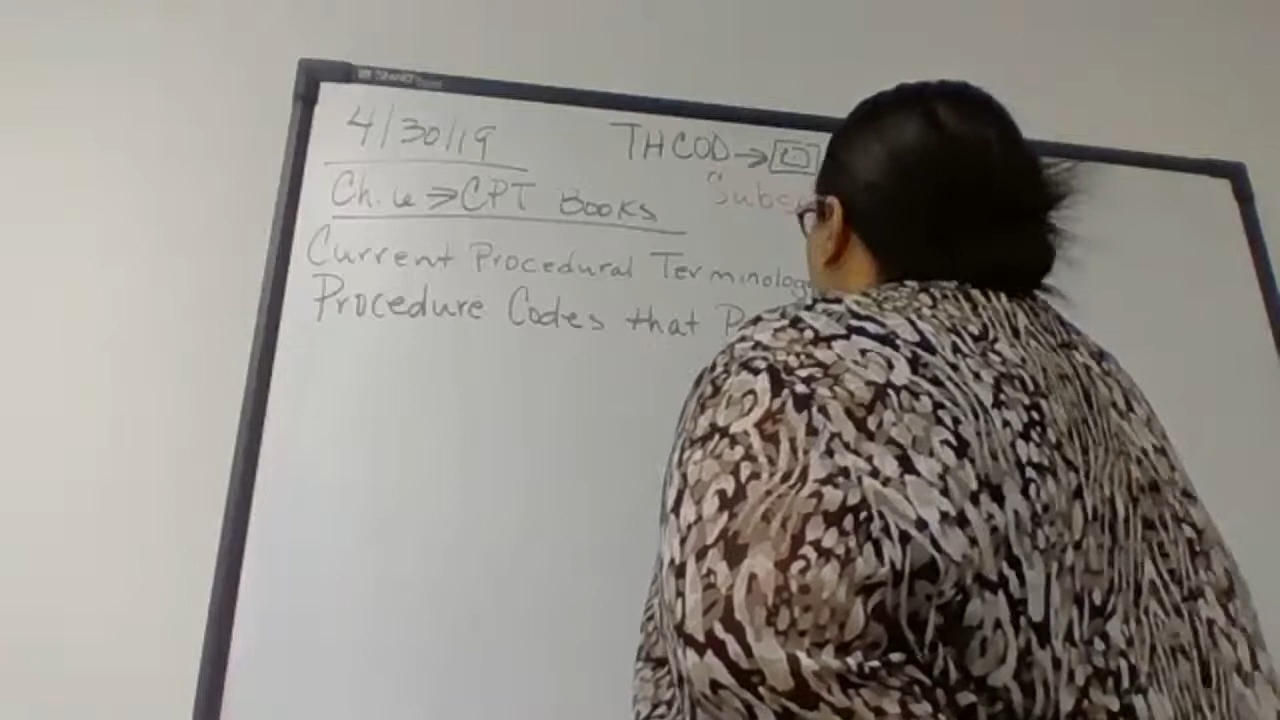 4/30/19
THCOD →
Ch. 6 ⇒ CPT Books
Current Procedural Terminology
Procedure Codes that